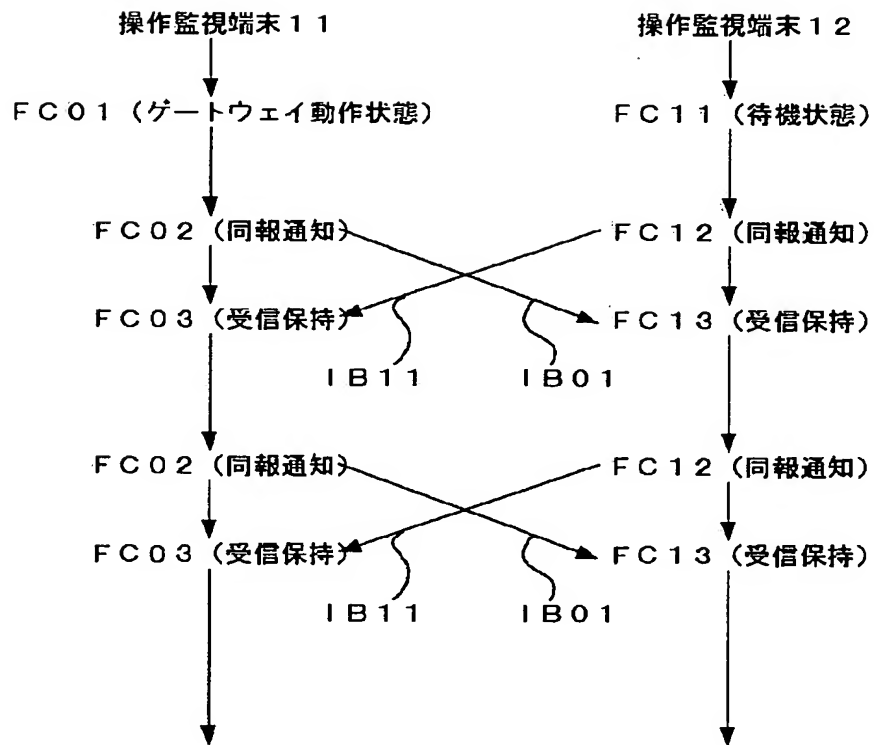 操作監視端末１１ 操作監視端末１２
ＦＣ０１（ゲートウェイ動作状態） ＦＣ１１（待機状態）
ＦＣ０２（同報通知） ＦＣ１２（同報通知）
ＦＣ０３（受信保持） ＦＣ１３（受信保持）
ＩＢ１１ ＩＢ０１
ＦＣ０２（同報通知） ＦＣ１２（同報通知）
ＦＣ０３（受信保持） ＦＣ１３（受信保持）
ＩＢ１１ ＩＢ０１